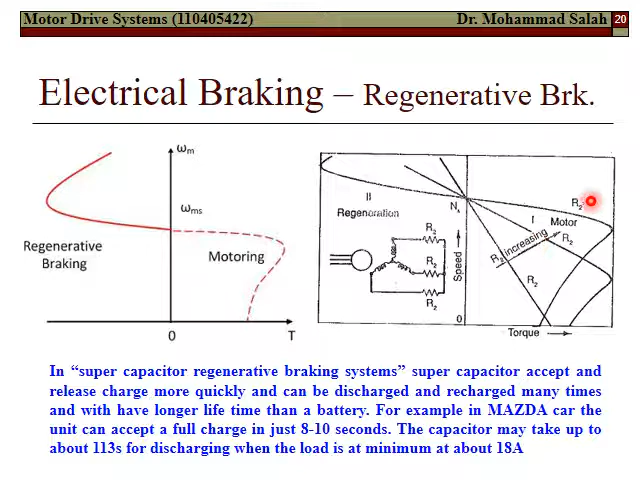 Motor Drive Systems (110405422) Dr. Mohammad Salah 20
Electrical Braking – Regenerative Brk.
ωm
ωms
Regenerative
Braking
Motoring
0
T
II
Regenoration
Ns
R2
I
Motor
R2 increasing
R2
R2
R2
R2
R2
Speed
0
Torque
In “super capacitor regenerative braking systems” super capacitor accept and
release charge more quickly and can be discharged and recharged many times
and with have longer life time than a battery. For example in MAZDA car the
unit can accept a full charge in just 8-10 seconds. The capacitor may take up to
about 113s for discharging when the load is at minimum at about 18A